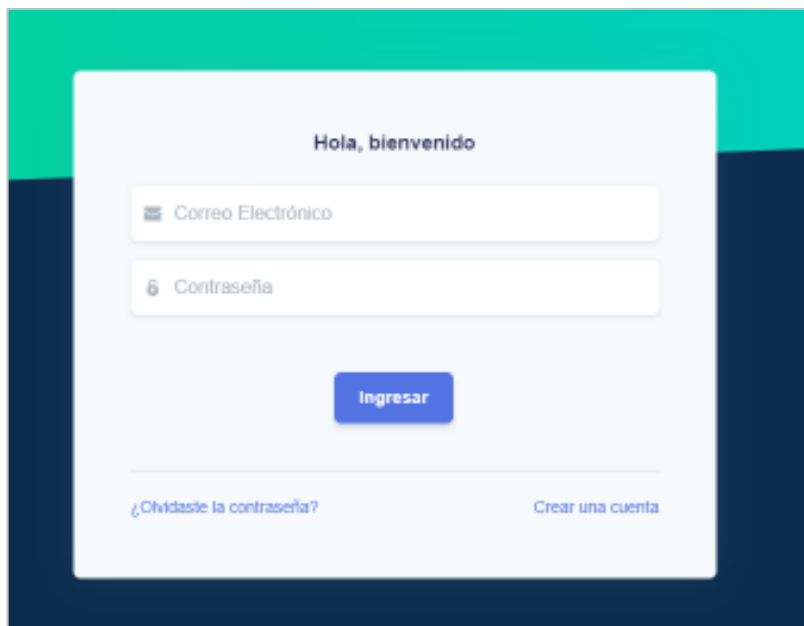 Hola, bienvenido
Correo Electrónico
Contraseña
Ingresar
¿Olvidaste la contraseña?
Crear una cuenta